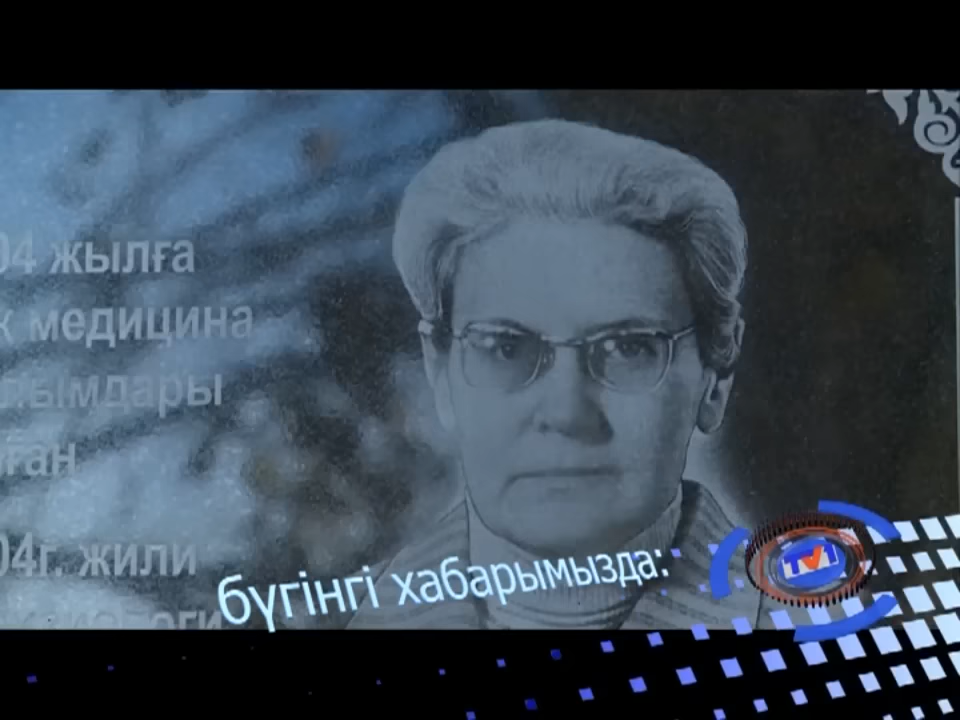 04 жылға
к медицина
лымдары
ған
04г. жили
бүгінгі хабарымызда:
TV1